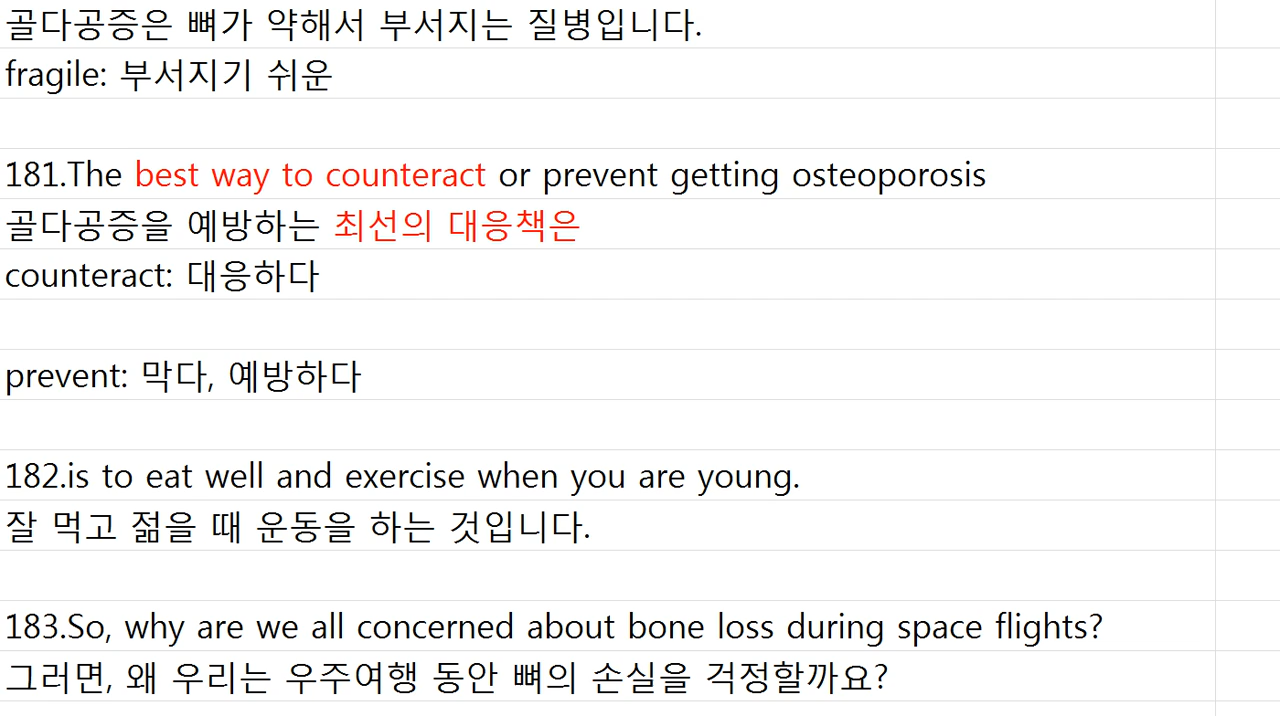 골다공증은 뼈가 약해서 부서지는 질병입니다.
fragile: 부서지기 쉬운
181.The best way to counteract or prevent getting osteoporosis
골다공증을 예방하는 최선의 대응책은
counteract: 대응하다
prevent: 막다, 예방하다
182.is to eat well and exercise when you are young.
잘 먹고 젊을 때 운동을 하는 것입니다.
183.So, why are we all concerned about bone loss during space flights?
그러면, 왜 우리는 우주여행 동안 뼈의 손실을 걱정할까요?